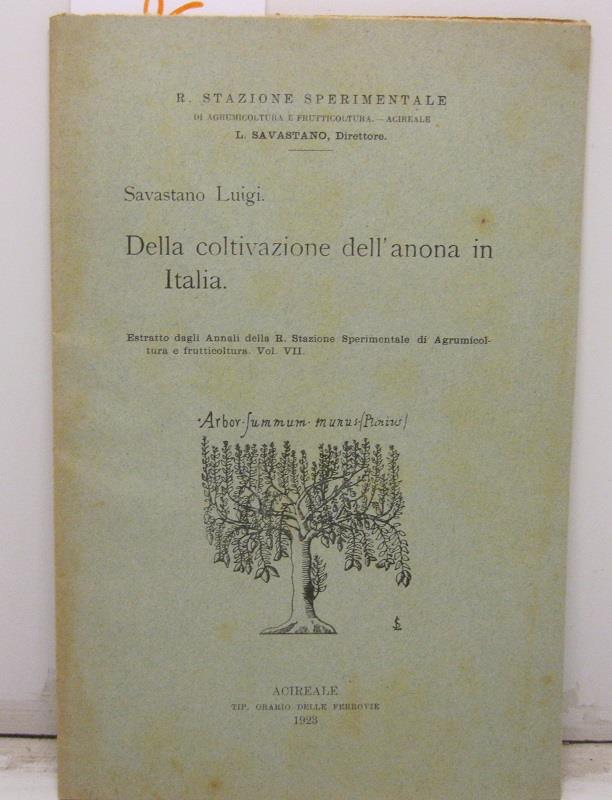 R. STAZIONE SPERIMENTALE
DI AGRUMICOLTURA E FRUTTICOLTURA. — ACIREALE
L. SAVASTANO, Direttore.
Savastano Luigi.
Della coltivazione dell'anona in
Italia.
Estratto dagli Annali della R. Stazione Sperimentale di Agrumicol-
tura e frutticoltura. Vol. VII.
Arbor·summum·munus·(Plinius)
ACIREALE
TIP. ORARIO DELLE FERROVIE
1923